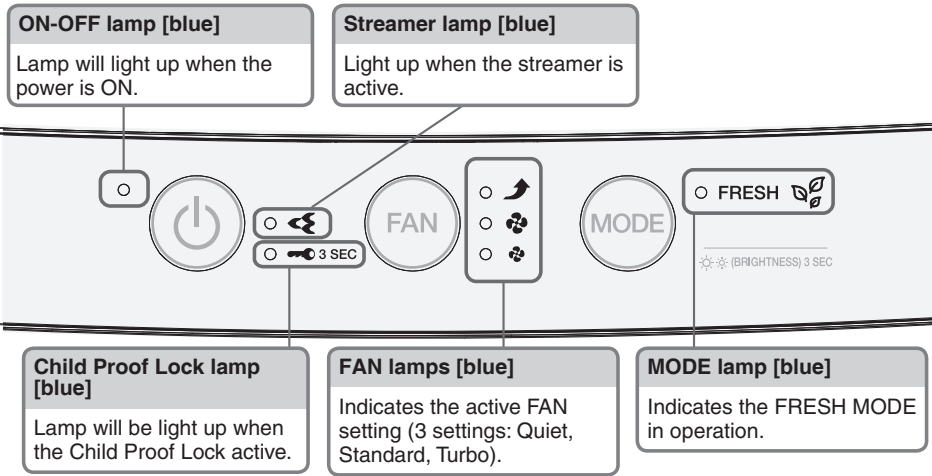 ON-OFF lamp [blue]
Lamp will light up when the
power is ON.
Streamer lamp [blue]
Light up when the streamer is
active.
3 SEC
FAN
MODE
FRESH
(BRIGHTNESS) 3 SEC
Child Proof Lock lamp
[blue]
Lamp will be light up when
the Child Proof Lock active.
FAN lamps [blue]
Indicates the active FAN
setting (3 settings: Quiet,
Standard, Turbo).
MODE lamp [blue]
Indicates the FRESH MODE
in operation.